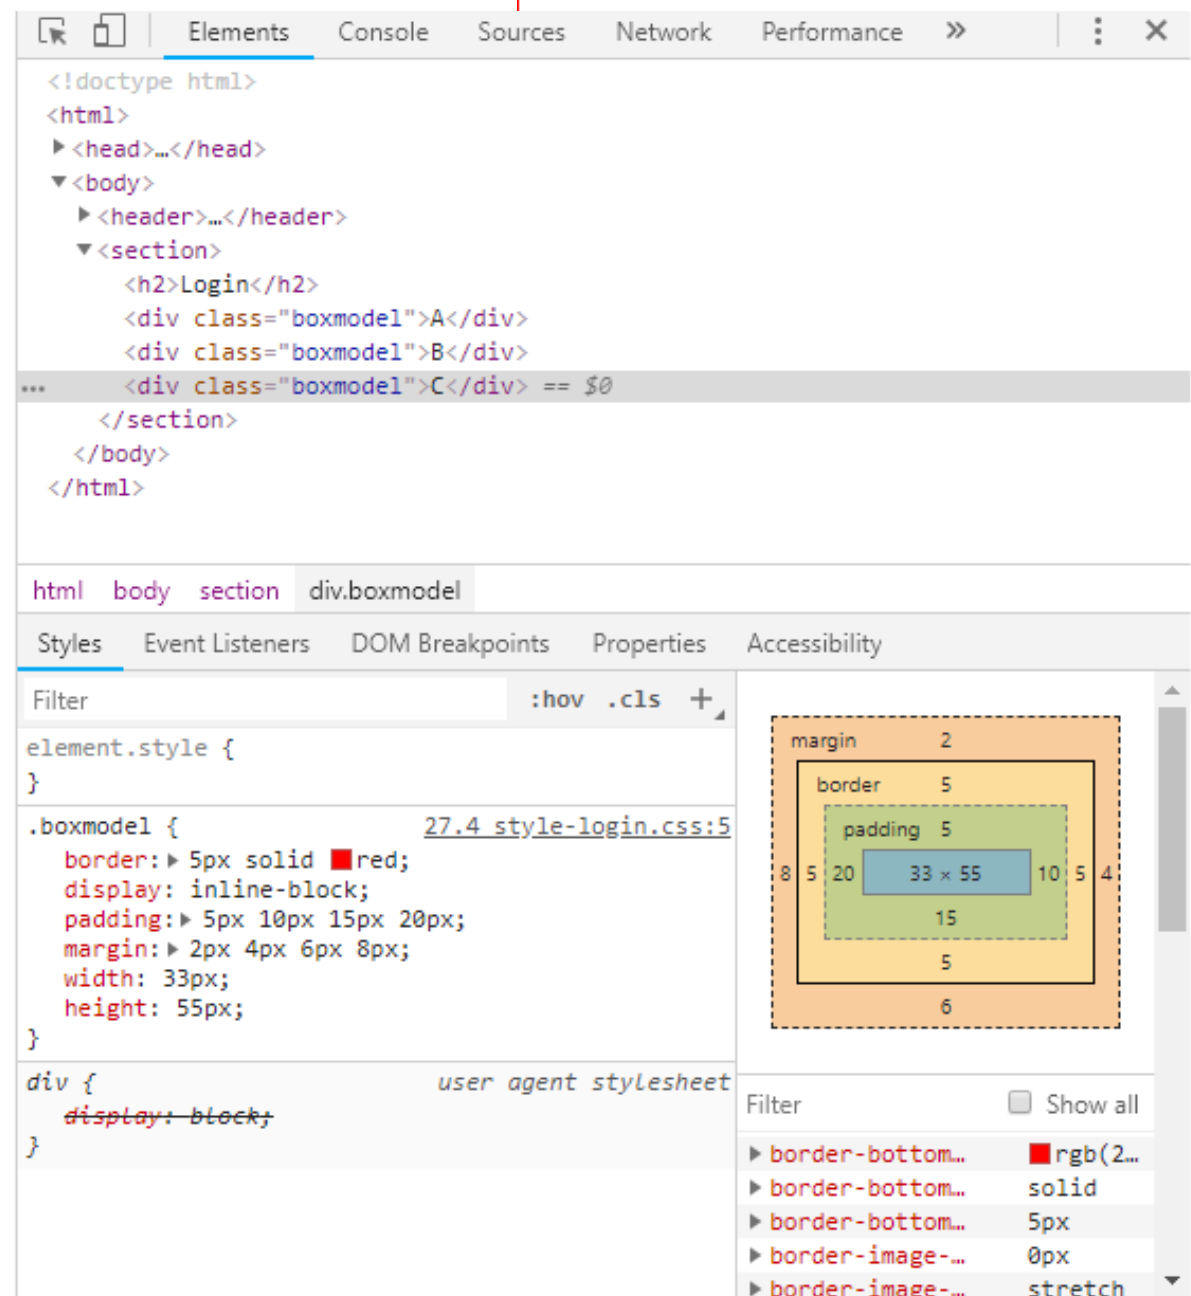 Elements Console Sources Network Performance »
<!doctype html>
<html>
<head>…</head>
<body>
<header>…</header>
<section>
<h2>Login</h2>
<div class="boxmodel">A</div>
<div class="boxmodel">B</div>
… <div class="boxmodel">C</div> == $0
</section>
</body>
</html>
html body section div.boxmodel
Styles Event Listeners DOM Breakpoints Properties Accessibility
Filter :hov .cls +
element.style {
}
.boxmodel { 27.4 style-login.css:5
border: 5px solid red;
display: inline-block;
padding: 5px 10px 15px 20px;
margin: 2px 4px 6px 8px;
width: 33px;
height: 55px;
}
div { user agent stylesheet
display: block;
}
margin 2
border 5
padding 5
8 5 20 33 × 55 10 5 4
15
5
6
Filter Show all
border-bottom… rgb(2…
border-bottom… solid
border-bottom… 5px
border-image-… 0px
border-image-… stretch